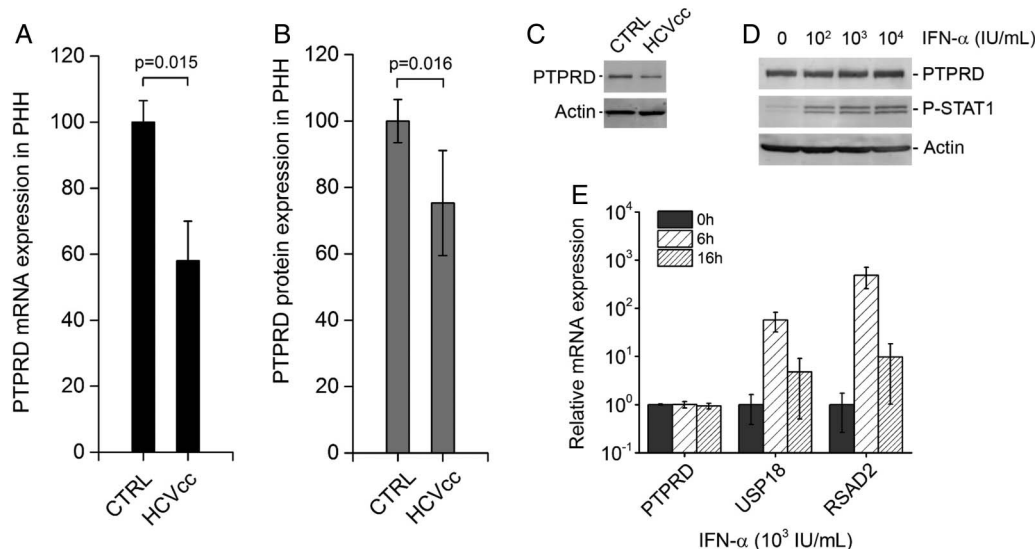 A
PTPRD mRNA expression in PHH
120
100
80
60
40
20
0
p=0.015
CTRL
HCVcc
B
PTPRD protein expression in PHH
120
100
80
60
40
20
0
p=0.016
CTRL
HCVcc
C
CTRL
HCVcc
PTPRD
Actin
D
0 10² 10³ 10⁴ IFN-α (IU/mL)
PTPRD
P-STAT1
Actin
E
Relative mRNA expression
10⁴
10³
10²
10¹
10⁰
10⁻¹
0h
6h
16h
PTPRD
USP18
RSAD2
IFN-α (10³ IU/mL)